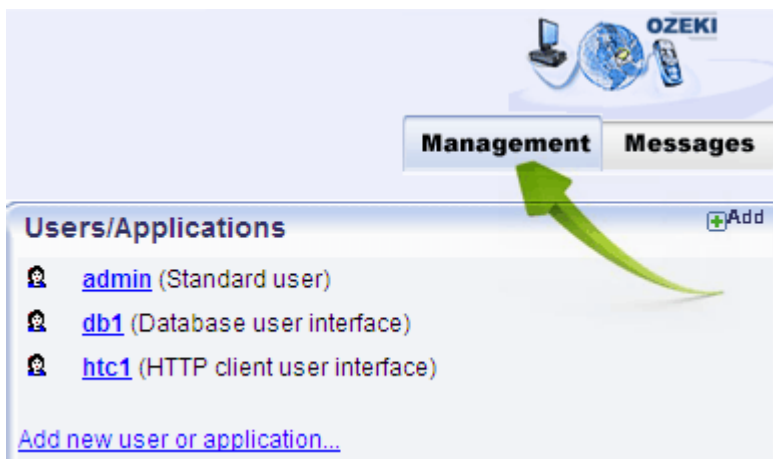 OZEKI
Management Messages
Users/Applications Add
admin (Standard user)
db1 (Database user interface)
htc1 (HTTP client user interface)
Add new user or application...